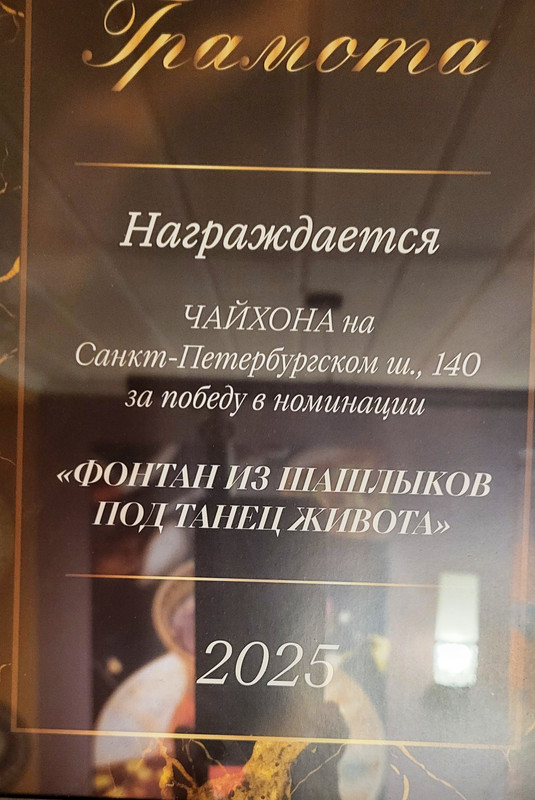 Грамота
Награждается
ЧАЙХОНА на
Санкт-Петербургском ш., 140
за победу в номинации
«ФОНТАН ИЗ ШАШЛЫКОВ
ПОД ТАНЕЦ ЖИВОТА»
2025